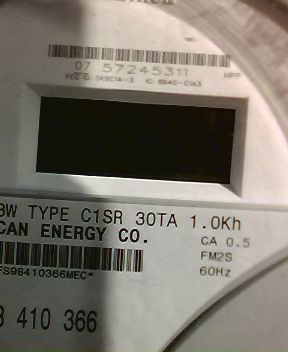 07 57245311
HPP
3W TYPE C1SR 30TA 1.0Kh
CAN ENERGY CO.
CA 0.5
FM2S
FS98410366MEC*
60Hz
3 410 366